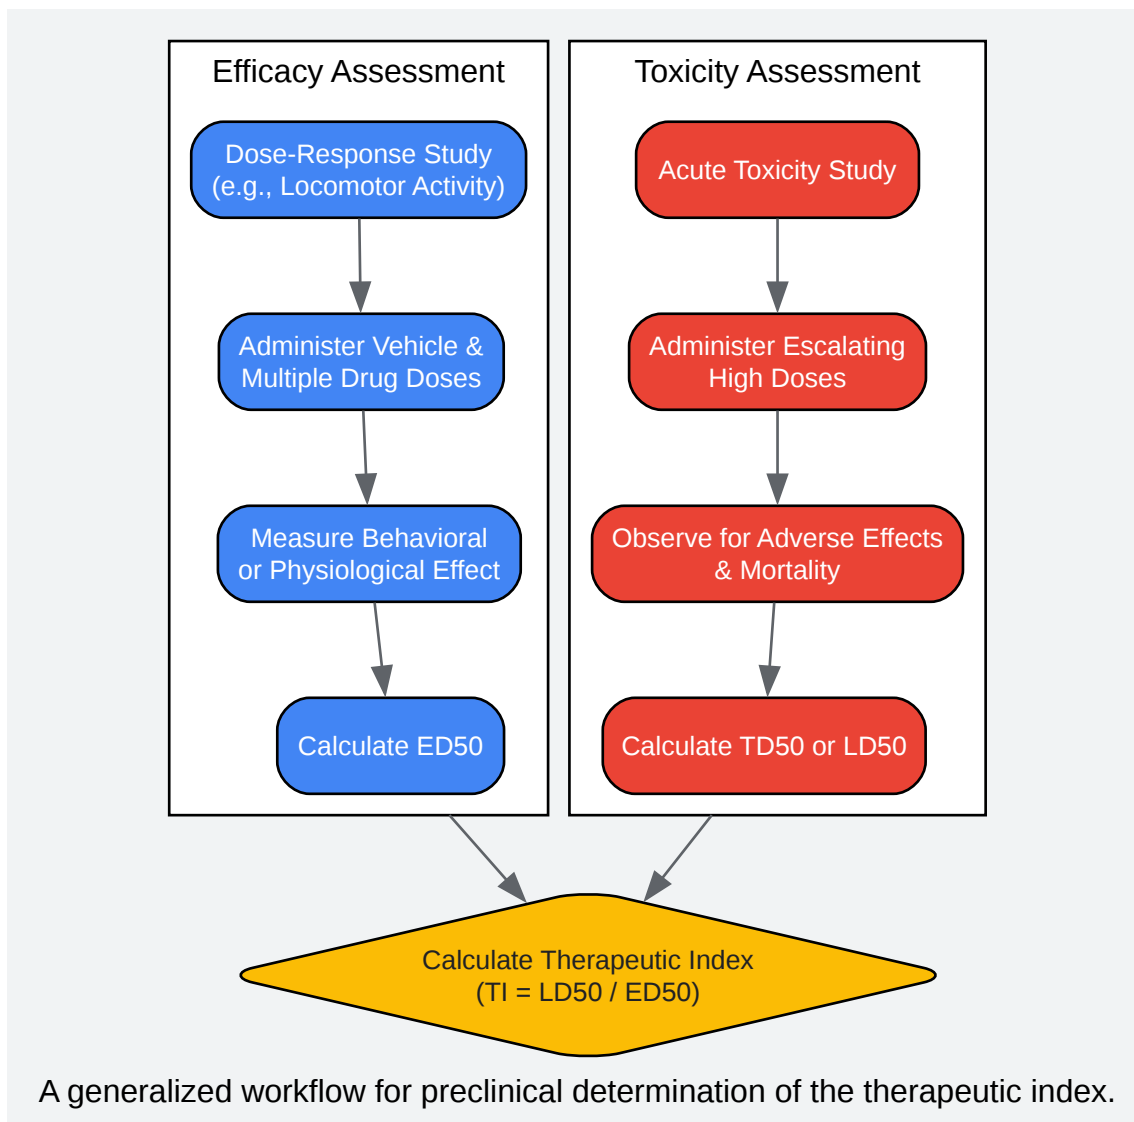 Efficacy Assessment
Dose-Response Study
(e.g., Locomotor Activity)
Administer Vehicle &
Multiple Drug Doses
Measure Behavioral
or Physiological Effect
Calculate ED50
Toxicity Assessment
Acute Toxicity Study
Administer Escalating
High Doses
Observe for Adverse Effects
& Mortality
Calculate TD50 or LD50
Calculate Therapeutic Index
(TI = LD50 / ED50)
A generalized workflow for preclinical determination of the therapeutic index.